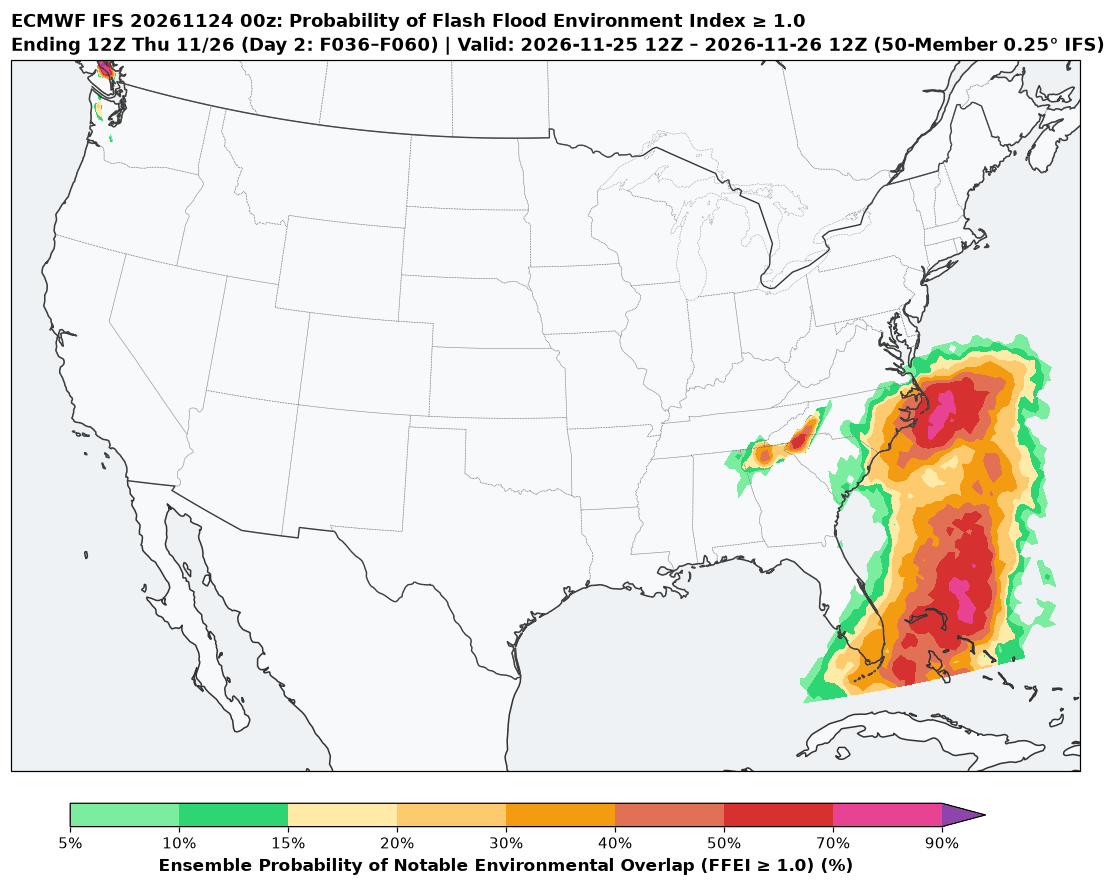 ECMWF IFS 20261124 00z: Probability of Flash Flood Environment Index ≥ 1.0
Ending 12Z Thu 11/26 (Day 2: F036–F060) | Valid: 2026-11-25 12Z – 2026-11-26 12Z (50-Member 0.25° IFS)
5% 10% 15% 20% 30% 40% 50% 70% 90%
Ensemble Probability of Notable Environmental Overlap (FFEI ≥ 1.0) (%)